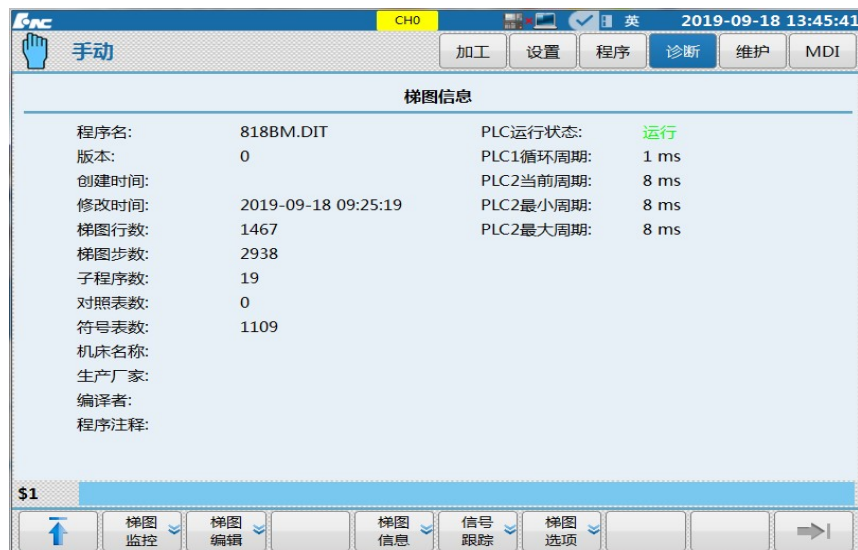 HNC CH0 英 2019-09-18 13:45:41
手动 加工 设置 程序 诊断 维护 MDI
梯图信息
程序名: 818BM.DIT PLC运行状态: 运行
版本: 0 PLC1循环周期: 1 ms
创建时间: PLC2当前周期: 8 ms
修改时间: 2019-09-18 09:25:19 PLC2最小周期: 8 ms
梯图行数: 1467 PLC2最大周期: 8 ms
梯图步数: 2938
子程序数: 19
对照表数: 0
符号表数: 1109
机床名称:
生产厂家:
编译者:
程序注释:
$1
梯图 梯图 梯图 信号 梯图
监控 编辑 信息 跟踪 选项